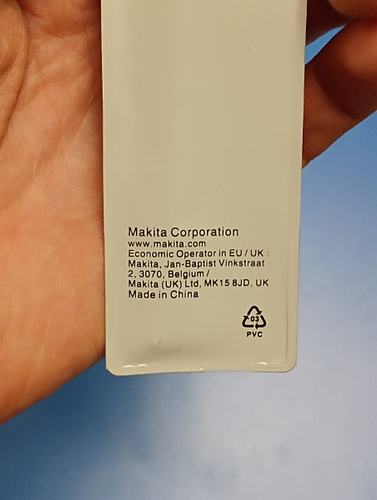 Makita Corporation
www.makita.com
Economic Operator in EU / UK :
Makita, Jan-Baptist Vinkstraat
2, 3070, Belgium /
Makita (UK) Ltd, MK15 8JD, UK
Made in China
03
PVC